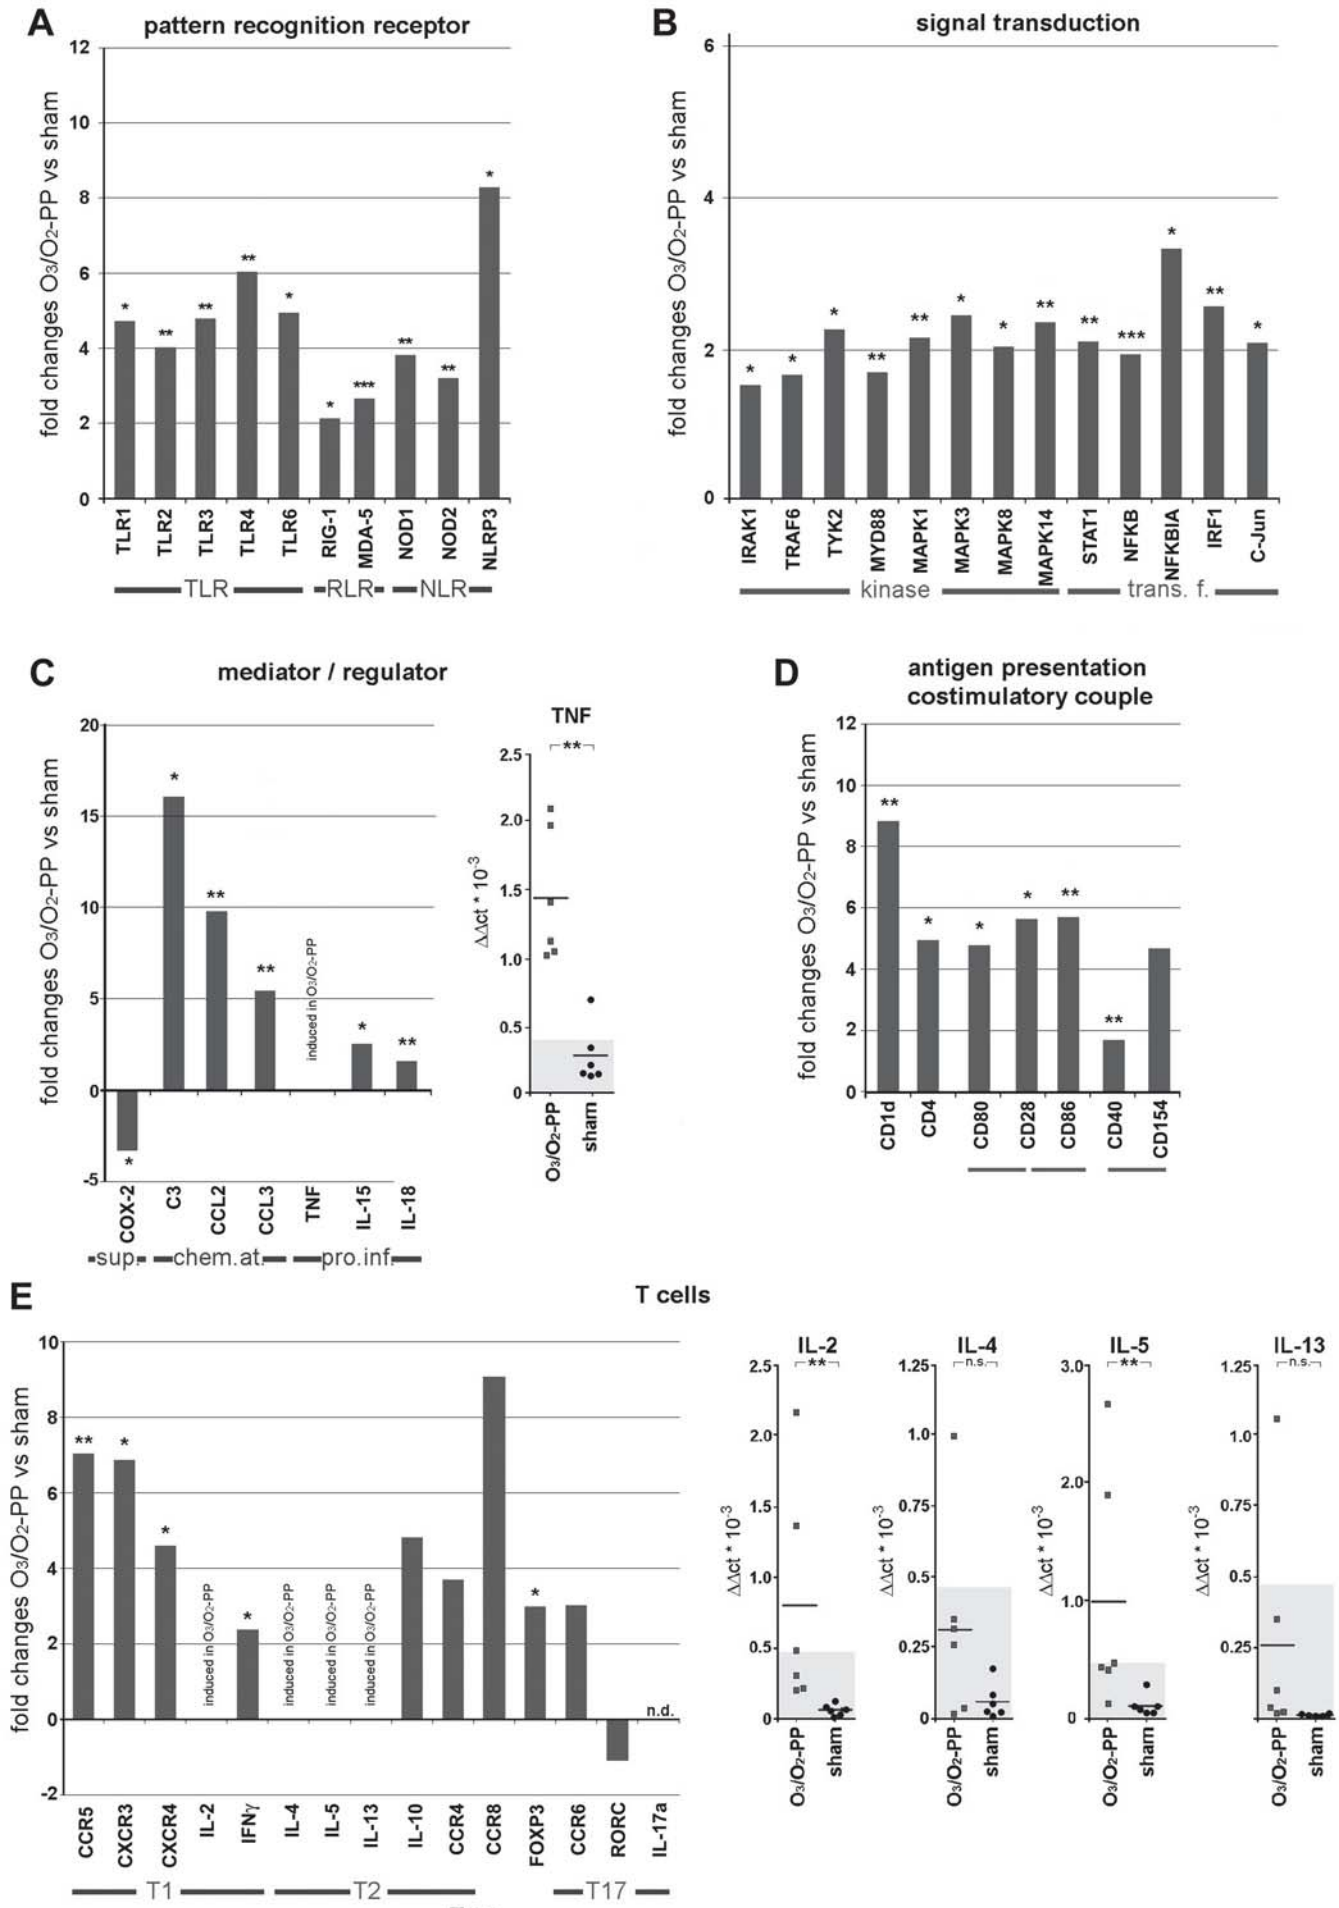 A
pattern recognition receptor
fold changes O3/O2-PP vs sham
12
10
8
6
4
2
0
*
**
**
**
*
*
***
**
**
*
TLR1
TLR2
TLR3
TLR4
TLR6
RIG-1
MDA-5
NOD1
NOD2
NLRP3
TLR
RLR
NLR
B
signal transduction
fold changes O3/O2-PP vs sham
6
4
2
0
*
*
*
**
**
*
*
**
**
***
*
**
*
IRAK1
TRAF6
TYK2
MYD88
MAPK1
MAPK3
MAPK8
MAPK14
STAT1
NFKB
NFKBIA
IRF1
C-Jun
kinase
trans. f.
C
mediator / regulator
fold changes O3/O2-PP vs sham
20
15
10
5
0
-5
*
*
**
**
induced in O3/O2-PP
*
**
COX-2
C3
CCL2
CCL3
TNF
IL-15
IL-18
sup.
chem.at.
pro.inf.
TNF
**
ΔΔct * 10-3
2.5
2.0
1.5
1.0
0.5
0
O3/O2-PP
sham
D
antigen presentation
costimulatory couple
fold changes O3/O2-PP vs sham
12
10
8
6
4
2
0
**
*
*
*
**
**
CD1d
CD4
CD80
CD28
CD86
CD40
CD154
E
T cells
fold changes O3/O2-PP vs sham
10
8
6
4
2
0
-2
**
*
*
induced in O3/O2-PP
*
induced in O3/O2-PP
induced in O3/O2-PP
induced in O3/O2-PP
*
n.d.
CCR5
CXCR3
CXCR4
IL-2
IFNγ
IL-4
IL-5
IL-13
IL-10
CCR4
CCR8
FOXP3
CCR6
RORC
IL-17a
T1
T2
T17
IL-2
**
ΔΔct * 10-3
2.5
2.0
1.5
1.0
0.5
0
O3/O2-PP
sham
IL-4
n.s.
ΔΔct * 10-3
1.25
1.0
0.75
0.5
0.25
0
O3/O2-PP
sham
IL-5
**
ΔΔct * 10-3
3.0
2.0
1.0
0
O3/O2-PP
sham
IL-13
n.s.
ΔΔct * 10-3
1.25
1.0
0.75
0.5
0.25
0
O3/O2-PP
sham